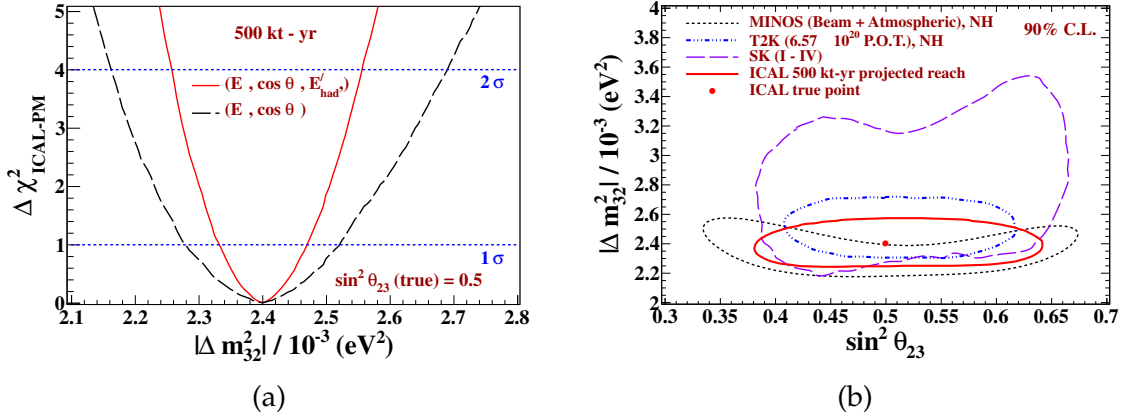 500 kt - yr
(E , cos θ , E′had)
(E , cos θ )
2 σ
1 σ
sin² θ23 (true) = 0.5
Δ χ²ICAL-PM
0
1
2
3
4
5
2.1
2.2
2.3
2.4
2.5
2.6
2.7
2.8
|Δ m²32| / 10⁻³ (eV²)
(a)
MINOS (Beam + Atmospheric), NH
T2K (6.57 10²⁰ P.O.T.), NH
SK (I - IV)
ICAL 500 kt-yr projected reach
ICAL true point
90% C.L.
|Δ m²32| / 10⁻³ (eV²)
4
3.8
3.6
3.4
3.2
3
2.8
2.6
2.4
2.2
2
0.3
0.35
0.4
0.45
0.5
0.55
0.6
0.65
0.7
sin² θ23
(b)